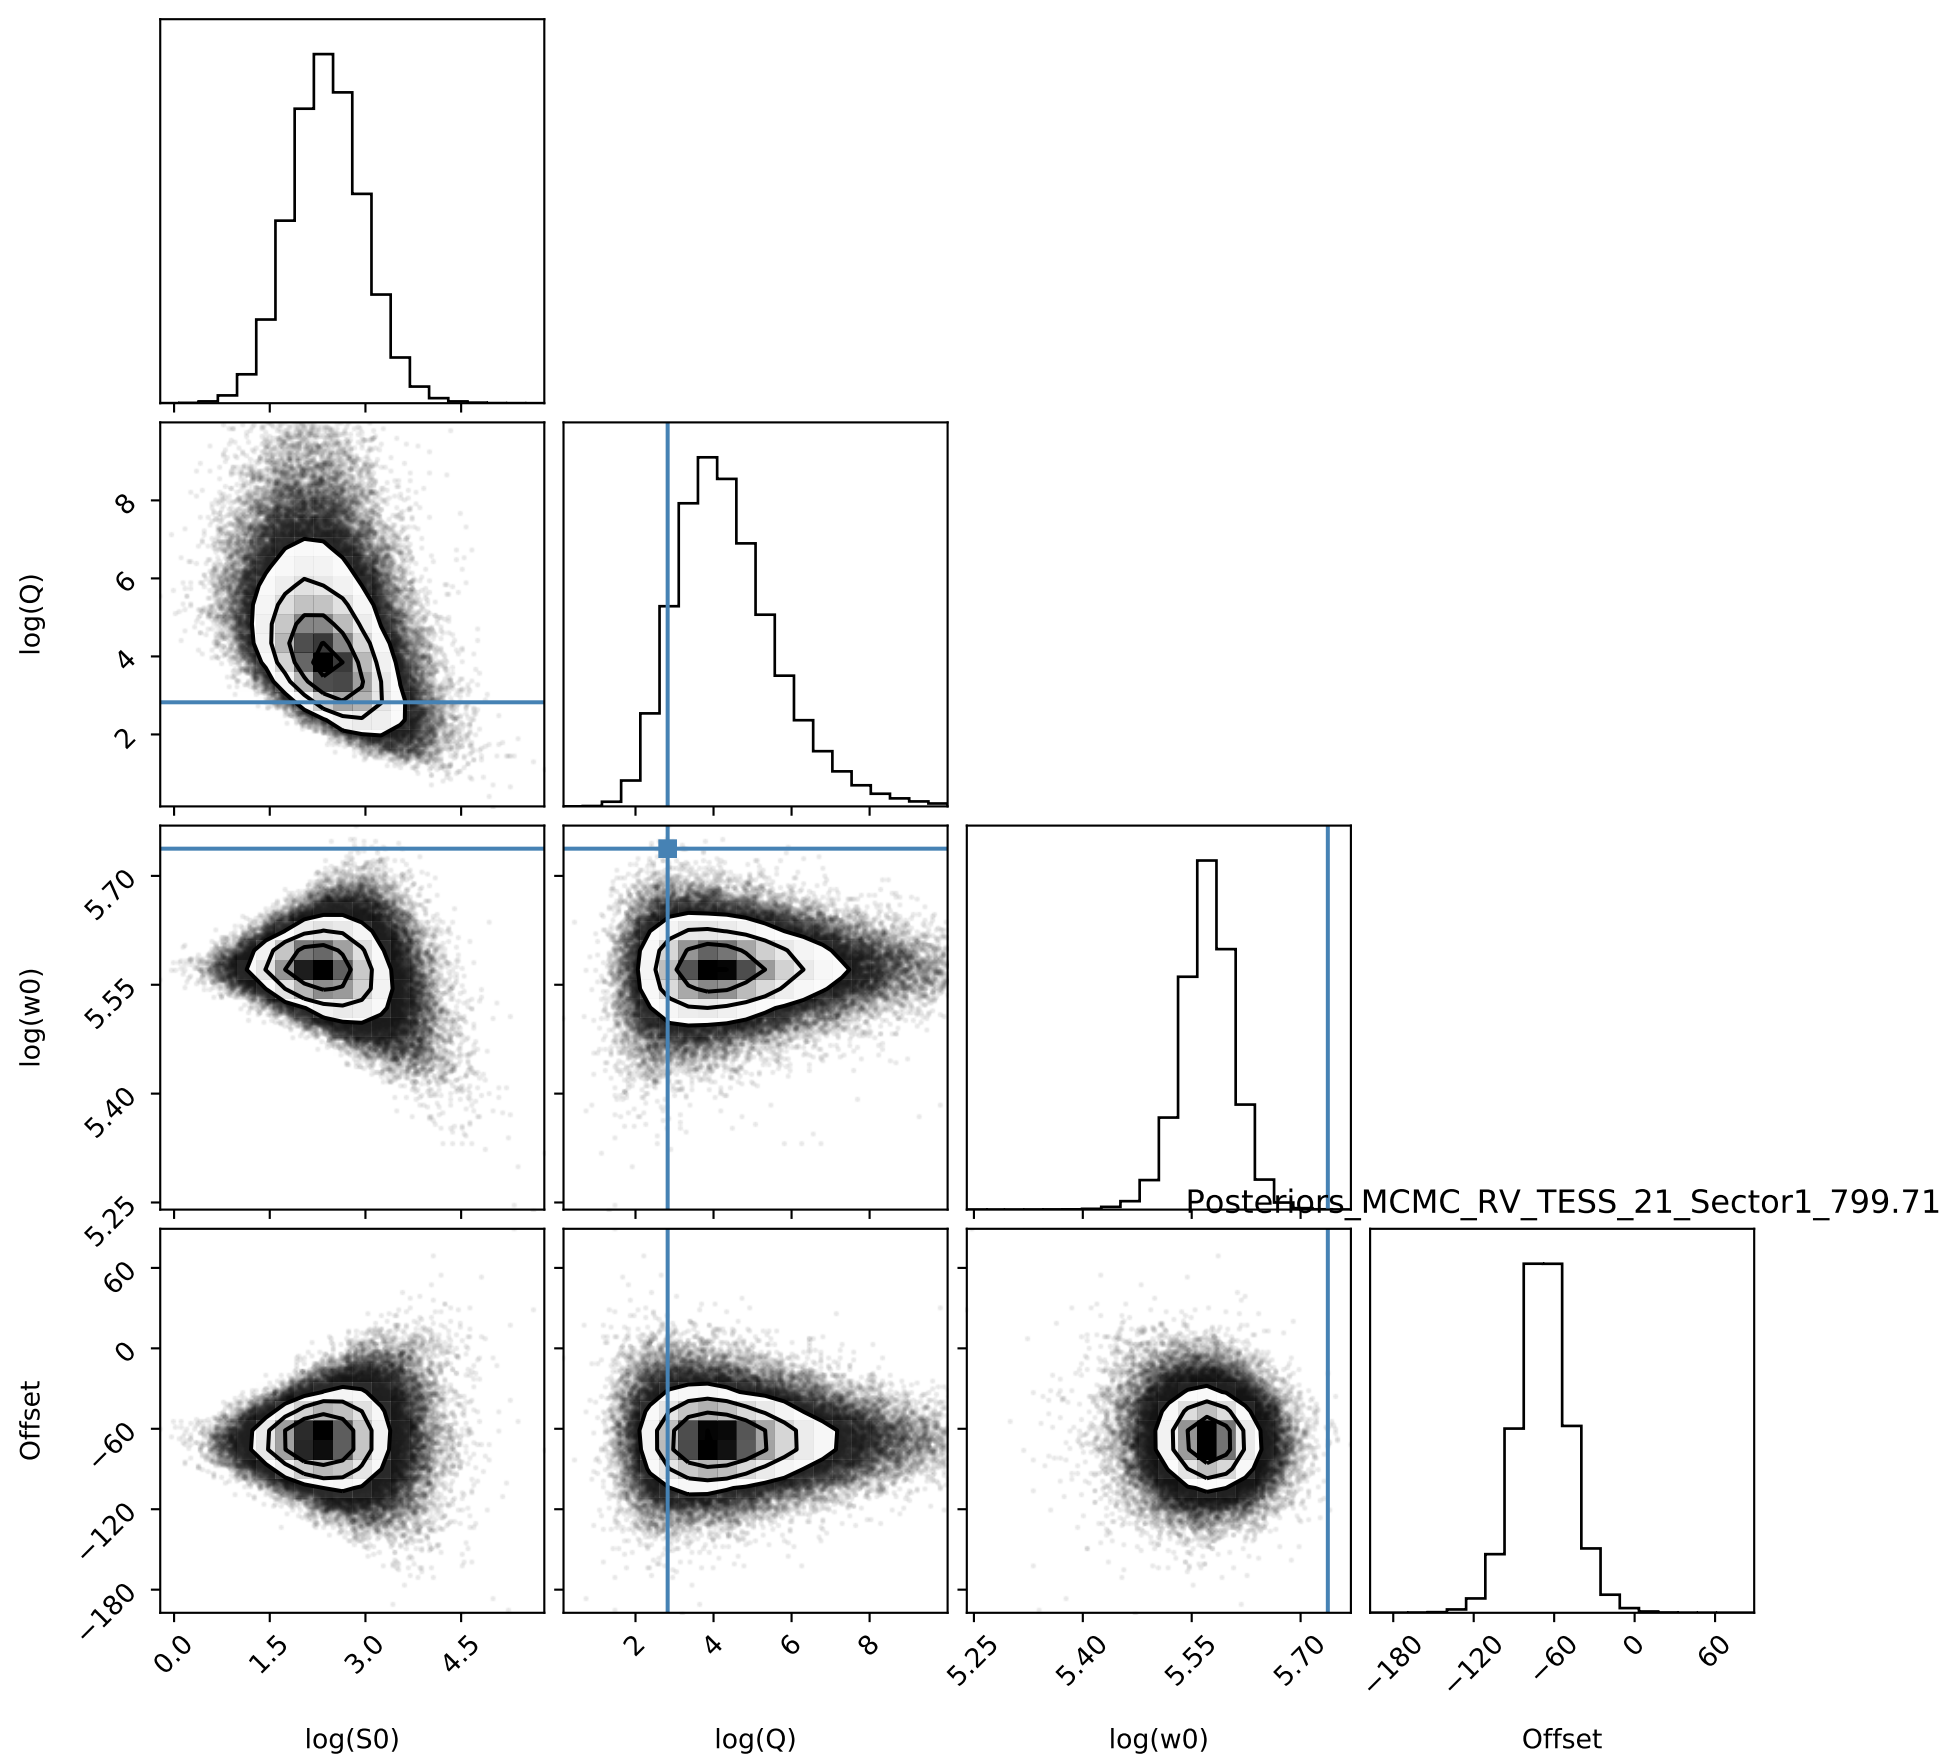 log(Q)
8
6
4
2
log(w0)
5.70
5.55
5.40
5.25
Posteriors_MCMC_RV_TESS_21_Sector1_799.71
Offset
60
0
−60
−120
−180
0.0 1.5 3.0 4.5
2 4 6 8
5.25 5.40 5.55 5.70
−180 −120 −60 0 60
log(S0) log(Q) log(w0) Offset